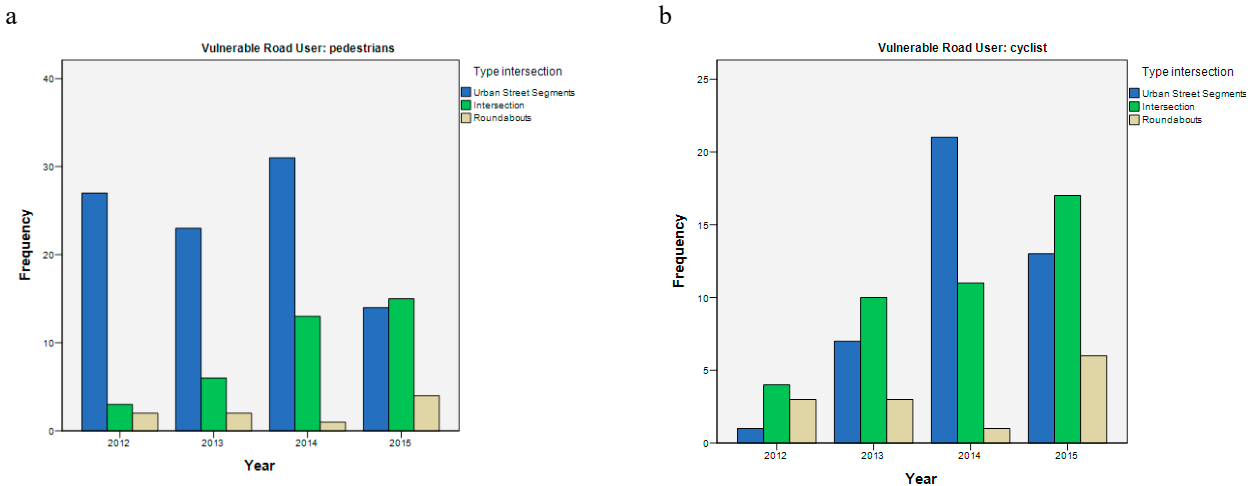 a
Vulnerable Road User: pedestrians
Type intersection
Urban Street Segments
Intersection
Roundabouts
40
30
20
10
0
Frequency
2012 2013 2014 2015
Year
b
Vulnerable Road User: cyclist
Type intersection
Urban Street Segments
Intersection
Roundabouts
25
20
15
10
5
0
Frequency
2012 2013 2014 2015
Year